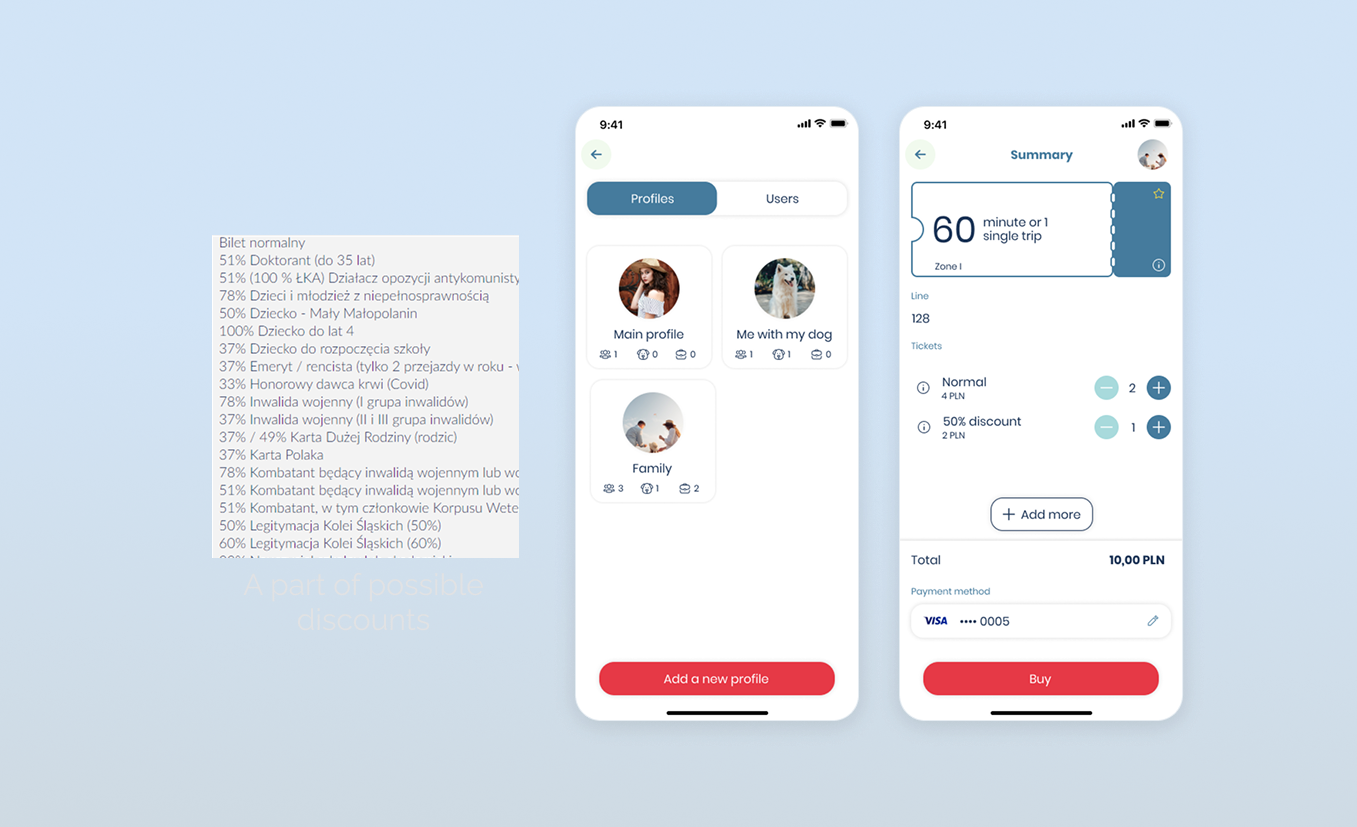 Bilet normalny
51% Doktorant (do 35 lat)
51% (100 % ŁKA) Działacz opozycji antykomunisty
78% Dzieci i młodzież z niepełnosprawnością
50% Dziecko - Mały Małopolanin
100% Dziecko do lat 4
37% Dziecko do rozpoczęcia szkoły
37% Emeryt / rencista (tylko 2 przejazdy w roku -
33% Honorowy dawca krwi (Covid)
78% Inwalida wojenny (I grupa inwalidów)
37% Inwalida wojenny (II i III grupa inwalidów)
37% / 49% Karta Dużej Rodziny (rodzic)
37% Karta Polaka
78% Kombatant będący inwalidą wojennym lub wo
51% Kombatant będący inwalidą wojennym lub wo
51% Kombatant, w tym członkowie Korpusu Wete
50% Legitymacja Kolei Śląskich (50%)
60% Legitymacja Kolei Śląskich (60%)
A part of possible
discounts
9:41
Profiles Users
Main profile
1 0 0
Me with my dog
1 1 0
Family
3 1 2
Add a new profile
9:41
Summary
60 minute or 1
single trip
Zone I
Line
128
Tickets
Normal
4 PLN
2
50% discount
2 PLN
1
Add more
Total 10,00 PLN
Payment method
VISA •••• 0005
Buy